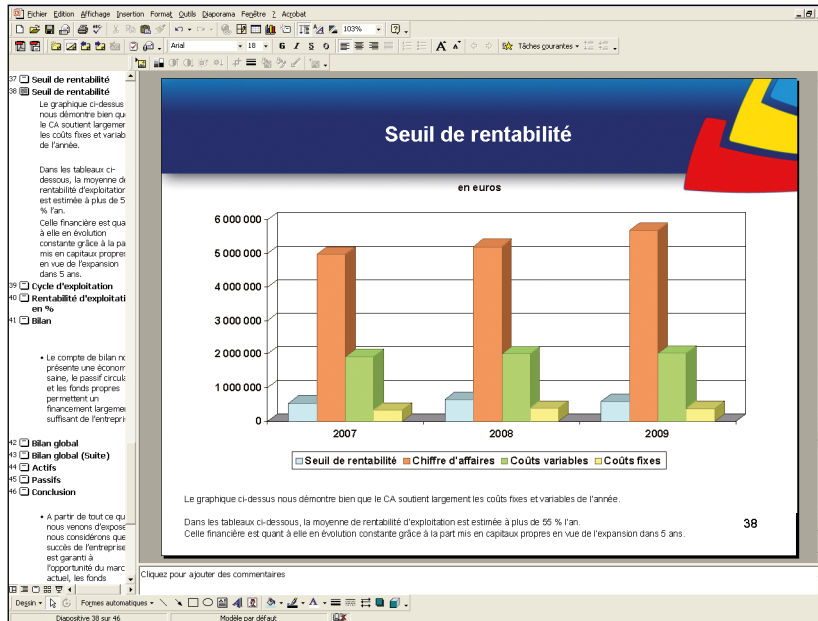 Fichier Edition Affichage Insertion Format Outils Diaporama Fenêtre ? Acrobat
103%
Arial 18 G I S O Tâches courantes
37 Seuil de rentabilité
38 Seuil de rentabilité
Le graphique ci-dessus
nous démontre bien que
le CA soutient largemen
les coûts fixes et variab
de l'année.
Dans les tableaux ci-
dessous, la moyenne de
rentabilité d'exploitation
est estimée à plus de 5
% l'an.
Celle financière est qua
à elle en évolution
constante grâce à la par
mis en capitaux propres
en vue de l'expansion
dans 5 ans.
39 Cycle d'exploitation
40 Rentabilité d'exploitati
en %
41 Bilan
• Le compte de bilan no
présente une économ
saine, le passif circula
et les fonds propres
permettent un
financement largemer
suffisant de l'entrepri
42 Bilan global
43 Bilan global (Suite)
44 Actifs
45 Passifs
46 Conclusion
• A partir de tout ce qu
nous venons d'expose
nous considérons que
succés de l'entreprise
est garanti à
l'opportunité du marc
actuel, les fonds
Seuil de rentabilité
en euros
6 000 000
5 000 000
4 000 000
3 000 000
2 000 000
1 000 000
0
2007 2008 2009
Seuil de rentabilité Chiffre d'affaires Coûts variables Coûts fixes
Le graphique ci-dessus nous démontre bien que le CA soutient largement les coûts fixes et variables de l'année.
Dans les tableaux ci-dessous, la moyenne de rentabilité d'exploitation est estimée à plus de 55 % l'an.
Celle financière est quant à elle en évolution constante grâce à la part mis en capitaux propres en vue de l'expansion dans 5 ans.
38
Cliquez pour ajouter des commentaires
Dessin Formes automatiques
Diapositive 38 sur 46 Modèle par défaut